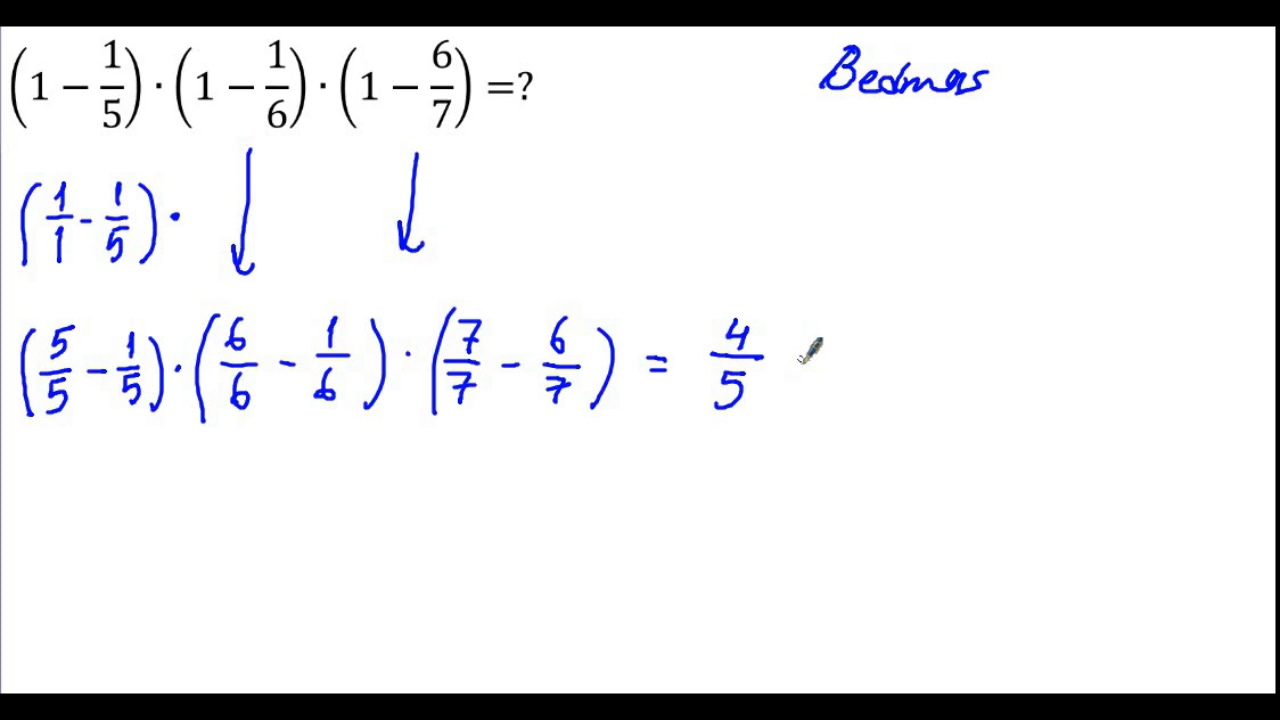 (1 − 1/5) · (1 − 1/6) · (1 − 6/7) =?
Bedmas
(1/1 - 1/5) ·
(5/5 - 1/5) · (6/6 - 1/6) · (7/7 - 6/7) = 4/5